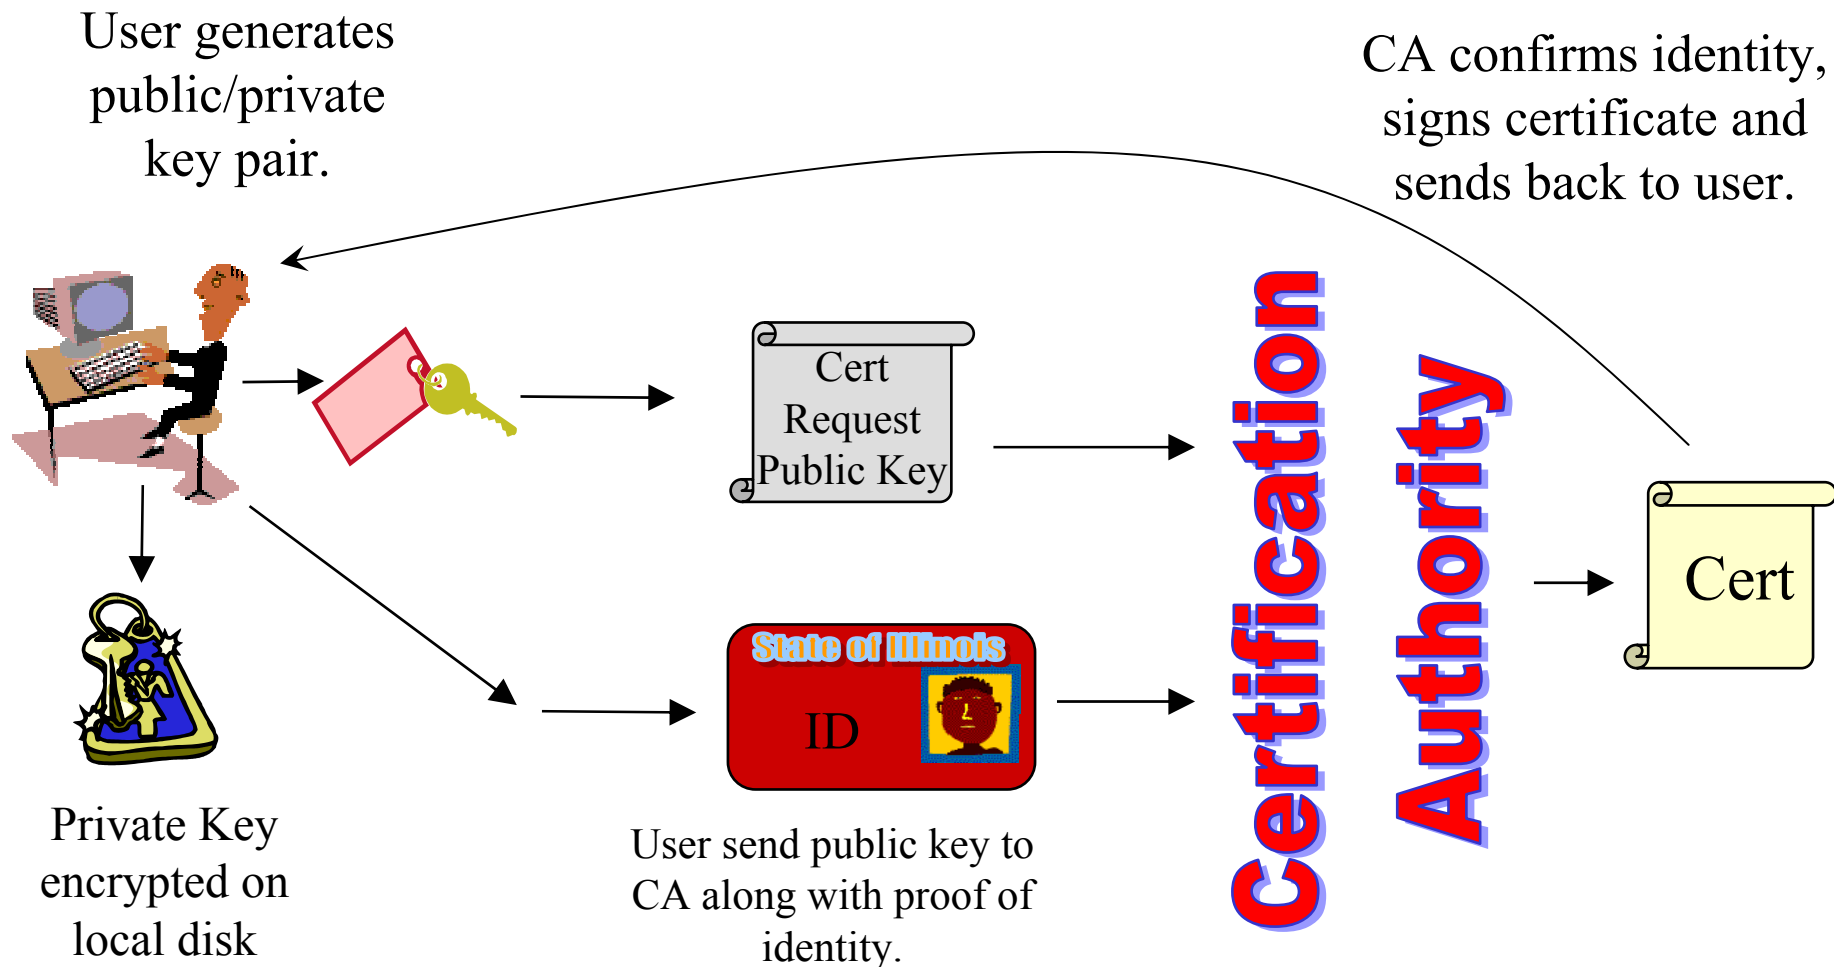 User generates
public/private
key pair.
CA confirms identity,
signs certificate and
sends back to user.
Cert
Request
Public Key
Certification
Authority
Cert
State of Illinois
ID
Private Key
encrypted on
local disk
User send public key to
CA along with proof of
identity.